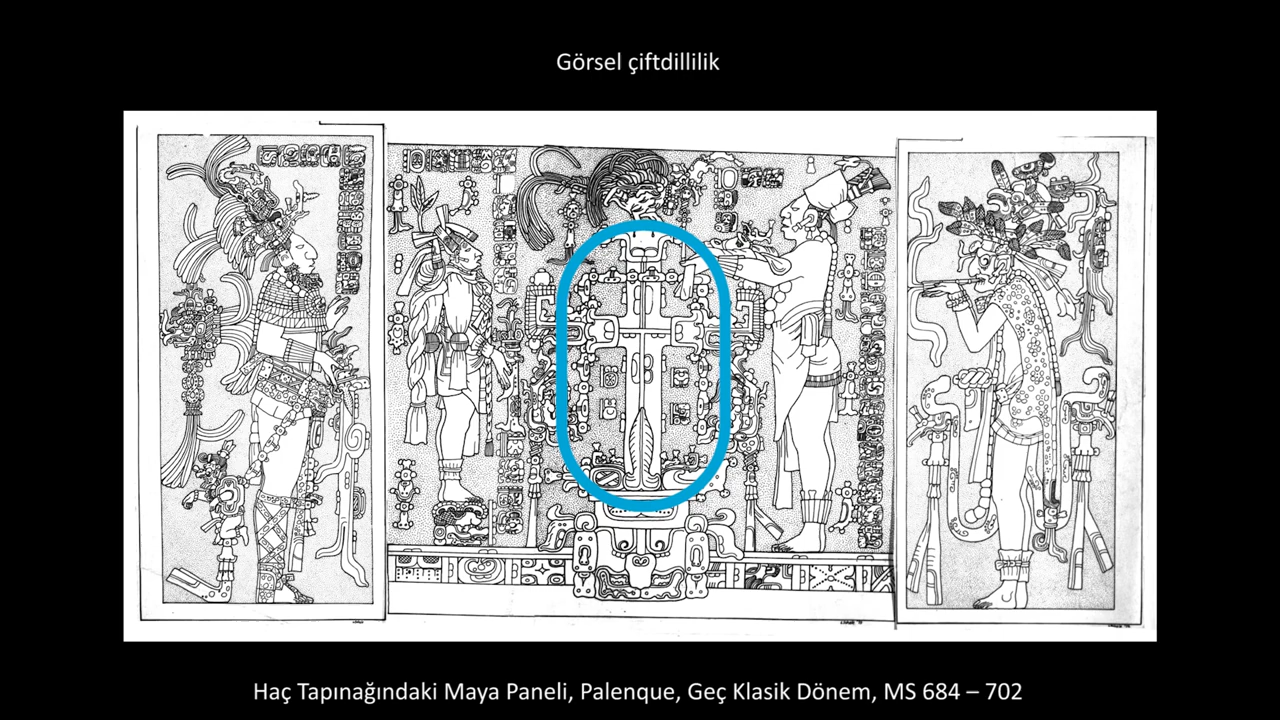 Görsel çiftdillilik
Haç Tapınağındaki Maya Paneli, Palenque, Geç Klasik Dönem, MS 684 – 702